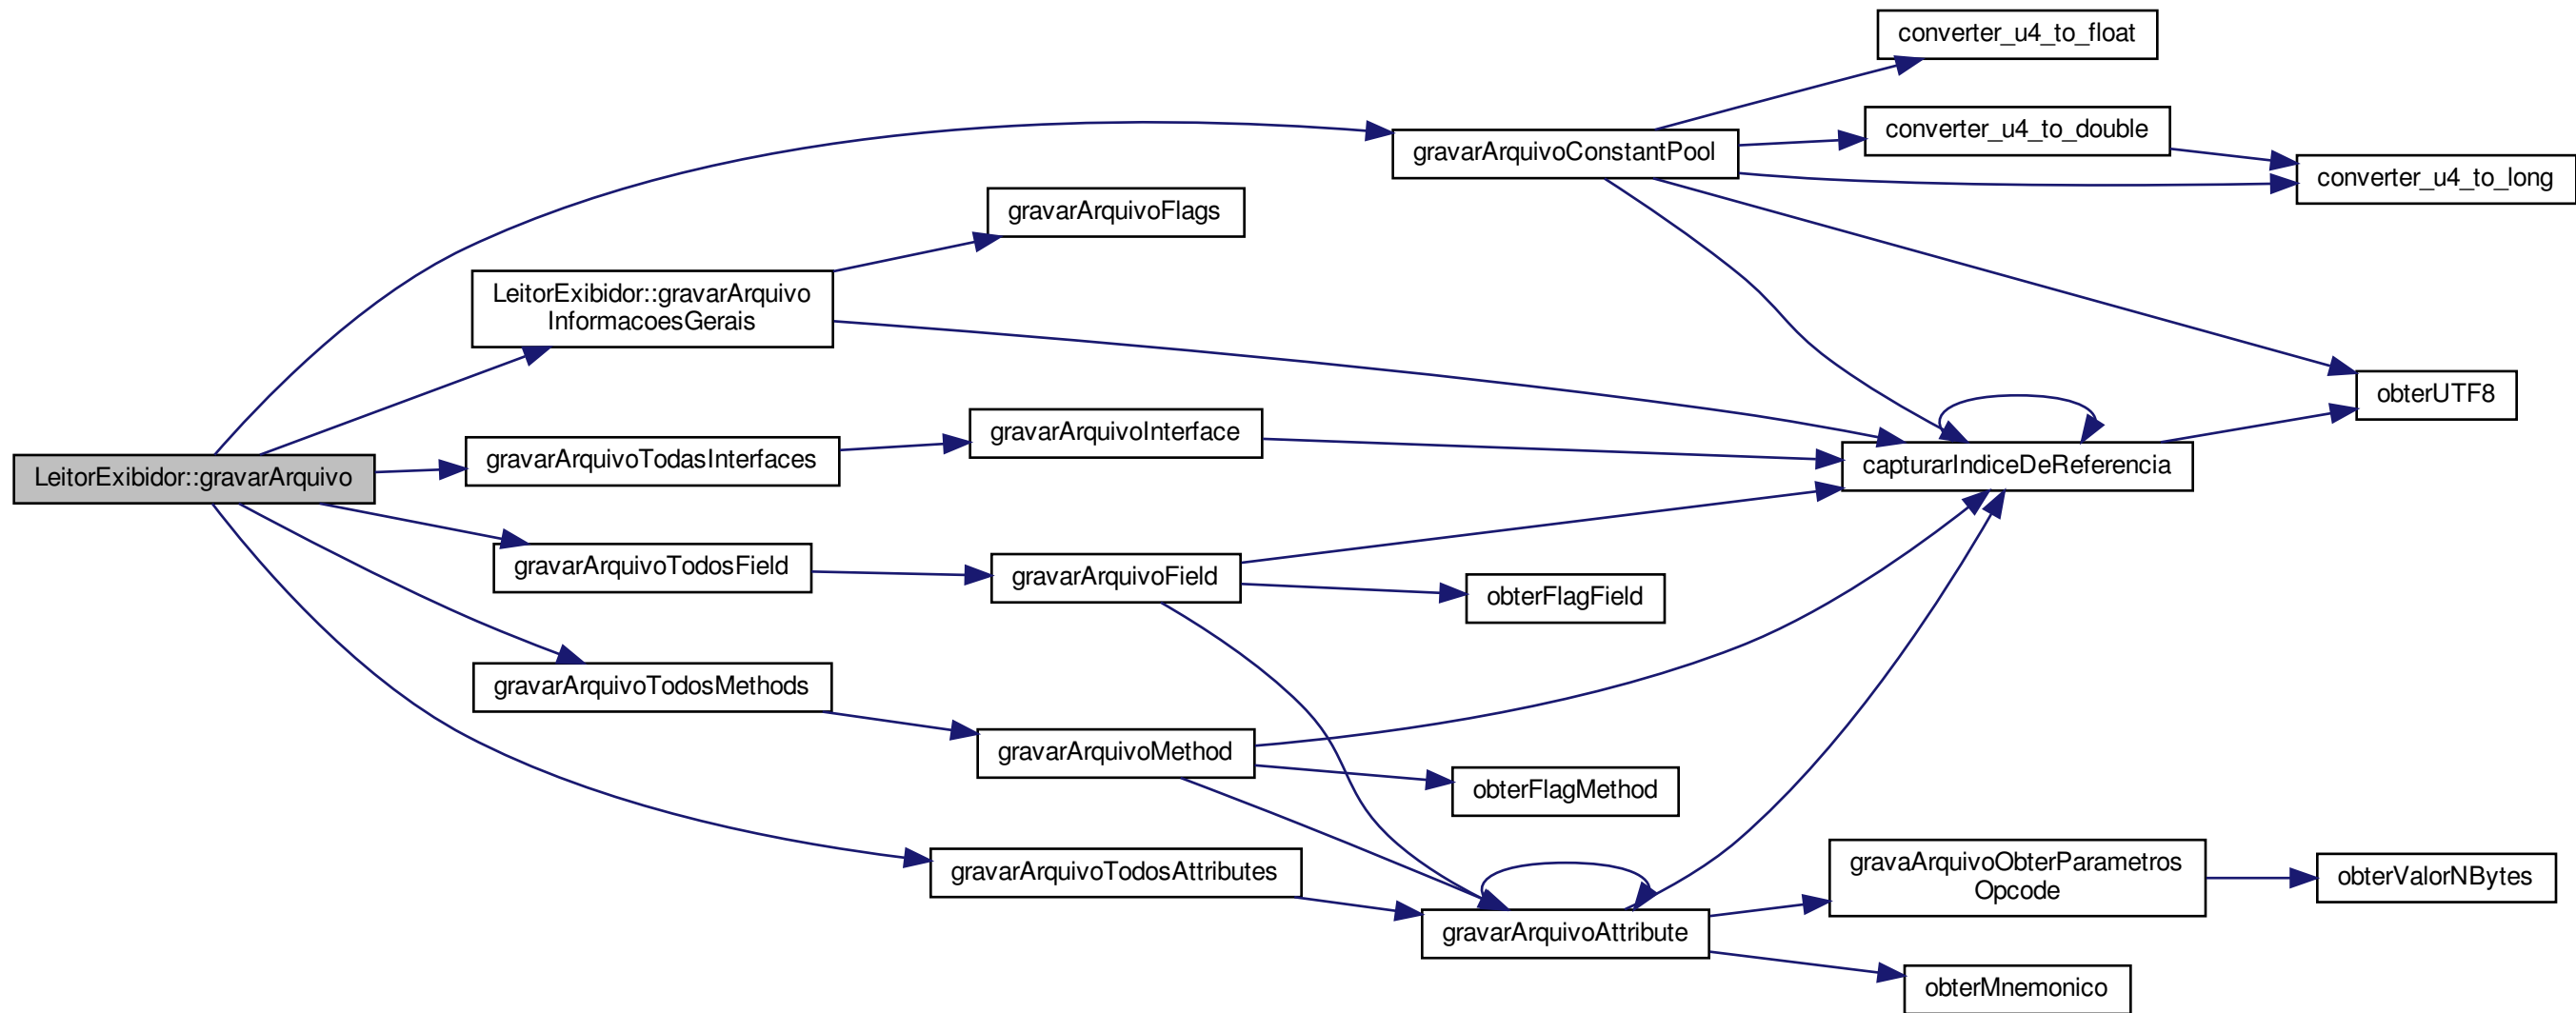 converter_u4_to_float
converter_u4_to_double
gravarArquivoConstantPool
converter_u4_to_long
gravarArquivoFlags
LeitorExibidor::gravarArquivo
InformacoesGerais
obterUTF8
gravarArquivoInterface
gravarArquivoTodasInterfaces
capturarIndiceDeReferencia
LeitorExibidor::gravarArquivo
gravarArquivoTodosField
gravarArquivoField
obterFlagField
gravarArquivoTodosMethods
gravarArquivoMethod
obterFlagMethod
gravarArquivoTodosAttributes
gravaArquivoObterParametros
Opcode
obterValorNBytes
gravarArquivoAttribute
obterMnemonico